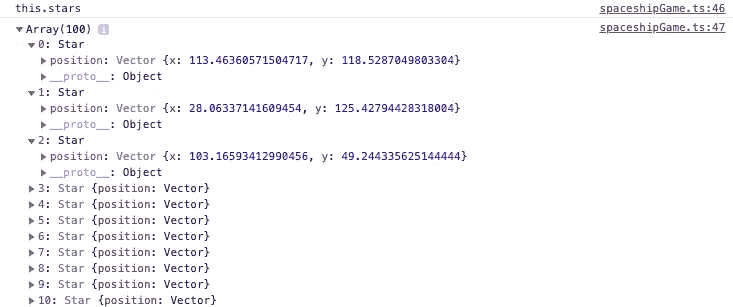 this.stars spaceshipGame.ts:46
▼Array(100) i spaceshipGame.ts:47
▼0: Star
▶position: Vector {x: 113.46360571504717, y: 118.5287049803304}
▶__proto__: Object
▼1: Star
▶position: Vector {x: 28.06337141609454, y: 125.42794428318004}
▶__proto__: Object
▼2: Star
▶position: Vector {x: 103.16593412990456, y: 49.244335625144444}
▶__proto__: Object
▶3: Star {position: Vector}
▶4: Star {position: Vector}
▶5: Star {position: Vector}
▶6: Star {position: Vector}
▶7: Star {position: Vector}
▶8: Star {position: Vector}
▶9: Star {position: Vector}
▶10: Star {position: Vector}